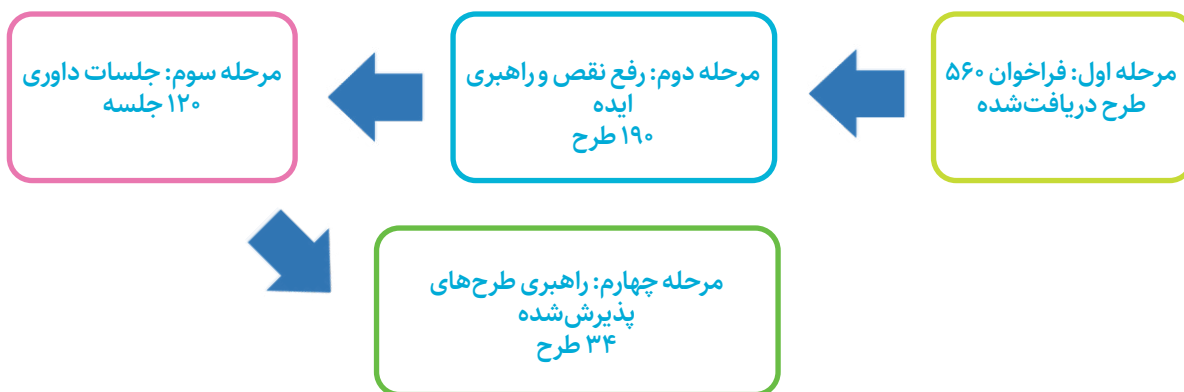 مرحله اول: فراخوان ۵۶۰
طرح دریافت‌شده
مرحله دوم: رفع نقص و راهبری
ایده
۱۹۰ طرح
مرحله سوم: جلسات داوری
۱۲۰ جلسه
مرحله چهارم: راهبری طرح‌های
پذیرش‌شده
۳۴ طرح